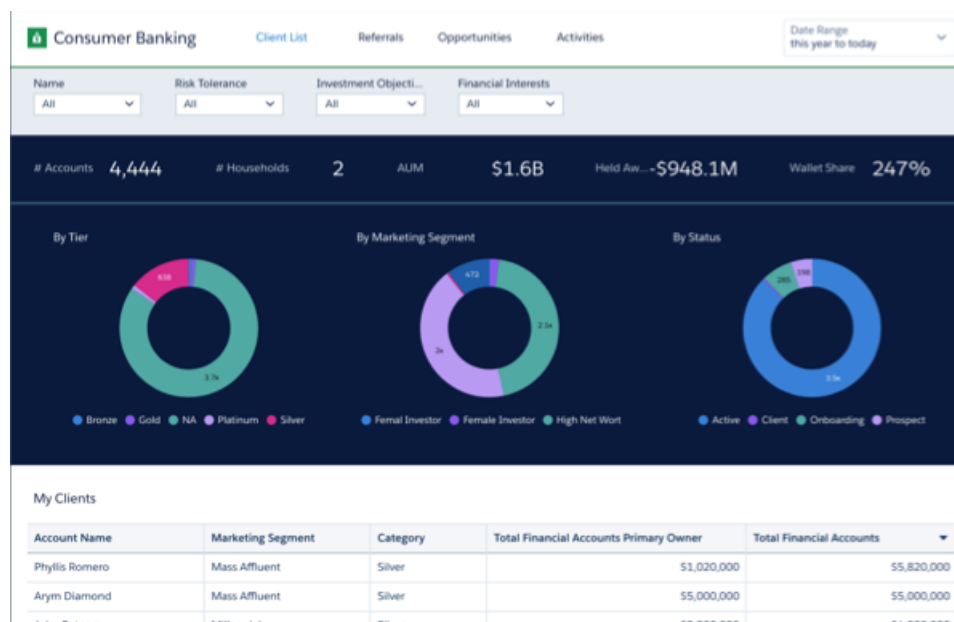 Consumer Banking
Client List
Referrals
Opportunities
Activities
Date Range
this year to today
Name
Risk Tolerance
Investment Objecti...
Financial Interests
All
All
All
All
# Accounts 4,444
# Households 2
AUM $1.6B
Held Aw...-$948.1M
Wallet Share 247%
By Tier
By Marketing Segment
By Status
638
3.7k
473
2.1k
2k
285
198
3.5k
Bronze Gold NA Platinum Silver
Femal Investor Female Investor High Net Wort
Active Client Onboarding Prospect
My Clients
Account Name Marketing Segment Category Total Financial Accounts Primary Owner Total Financial Accounts
Phyllis Romero Mass Affluent Silver $1,020,000 $5,820,000
Arym Diamond Mass Affluent Silver $5,000,000 $5,000,000